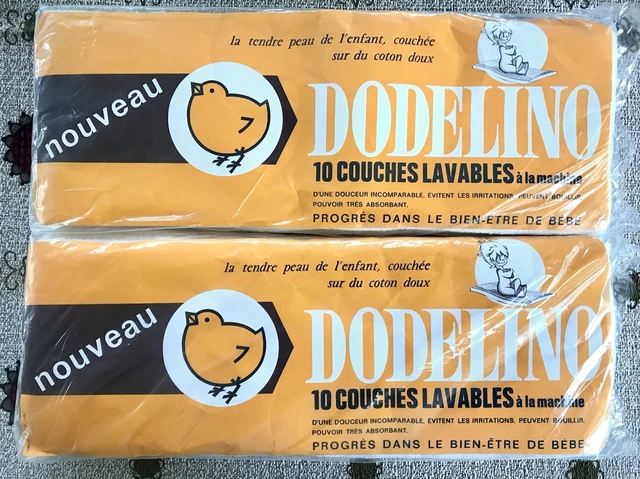 la tendre peau de l'enfant, couchée
sur du coton doux
nouveau
DODELINO
10 COUCHES LAVABLES à la machine
D'UNE DOUCEUR INCOMPARABLE, ÉVITENT LES IRRITATIONS, PEUVENT BOUILLIR,
POUVOIR TRÈS ABSORBANT.
PROGRÈS DANS LE BIEN-ÊTRE DE BÉBÉ
la tendre peau de l'enfant, couchée
sur du coton doux
nouveau
DODELINO
10 COUCHES LAVABLES à la machine
D'UNE DOUCEUR INCOMPARABLE, ÉVITENT LES IRRITATIONS, PEUVENT BOUILLIR,
POUVOIR TRÈS ABSORBANT.
PROGRÈS DANS LE BIEN-ÊTRE DE BÉBÉ